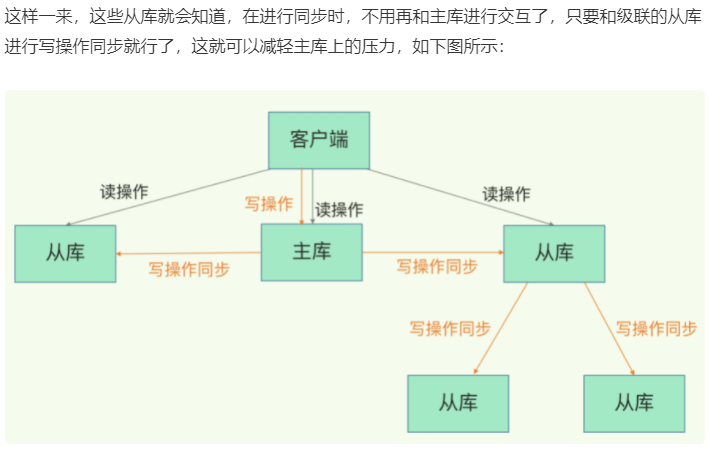 这样一来，这些从库就会知道，在进行同步时，不用再和主库进行交互了，只要和级联的从库
进行写操作同步就行了，这就可以减轻主库上的压力，如下图所示：
客户端
读操作
写操作
读操作
读操作
从库
主库
从库
写操作同步
写操作同步
写操作同步
写操作同步
从库
从库